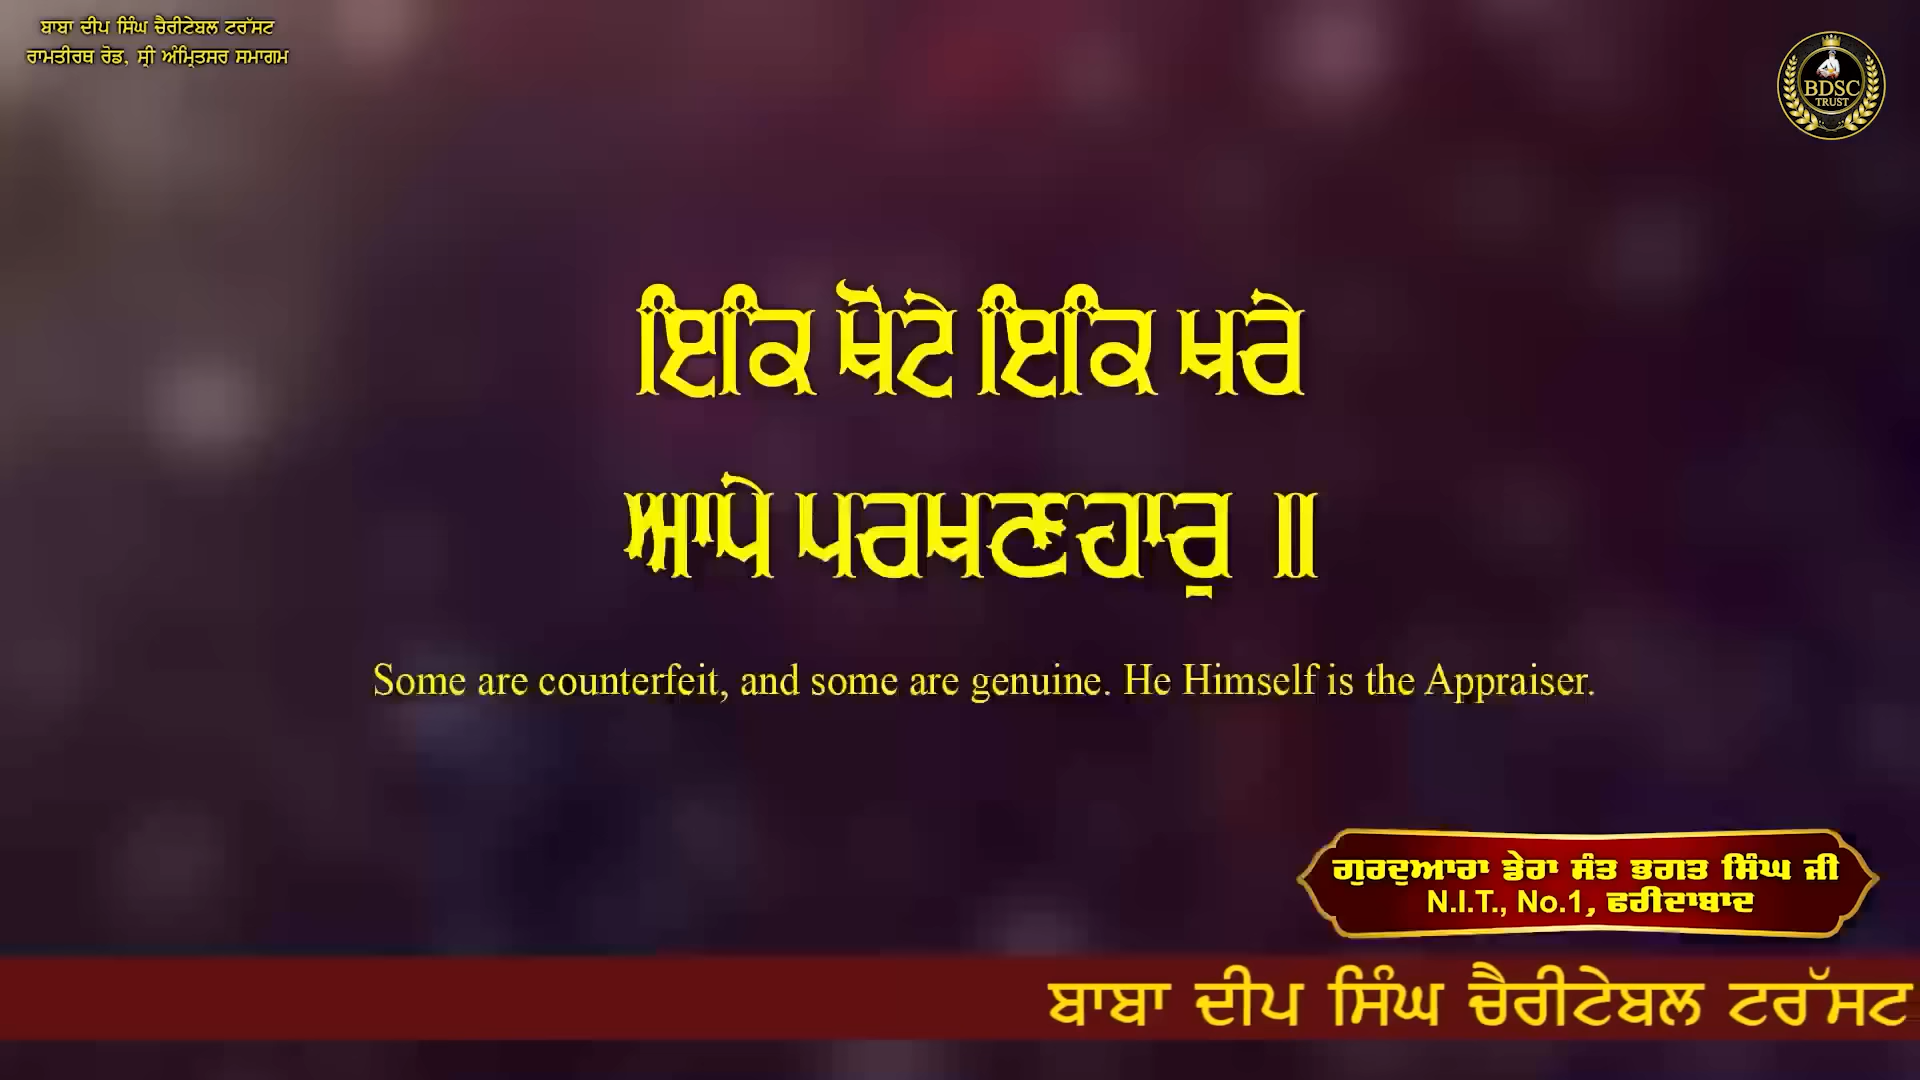 ਬਾਬਾ ਦੀਪ ਸਿੰਘ ਚੈਰੀਟੇਬਲ ਟਰੱਸਟ
ਰਾਮਤੀਰਥ ਰੋਡ, ਸ੍ਰੀ ਅੰਮ੍ਰਿਤਸਰ ਸਮਾਗਮ
BDSC
TRUST
ਇਕਿ ਖੋਟੇ ਇਕਿ ਖਰੇ
ਆਪੇ ਪਰਖਣਹਾਰੁ ॥
Some are counterfeit, and some are genuine. He Himself is the Appraiser.
ਗੁਰਦੁਆਰਾ ਡੇਰਾ ਸੰਤ ਭਗਤ ਸਿੰਘ ਜੀ
N.I.T., No.1, ਫਰੀਦਾਬਾਦ
ਬਾਬਾ ਦੀਪ ਸਿੰਘ ਚੈਰੀਟੇਬਲ ਟਰੱਸਟ